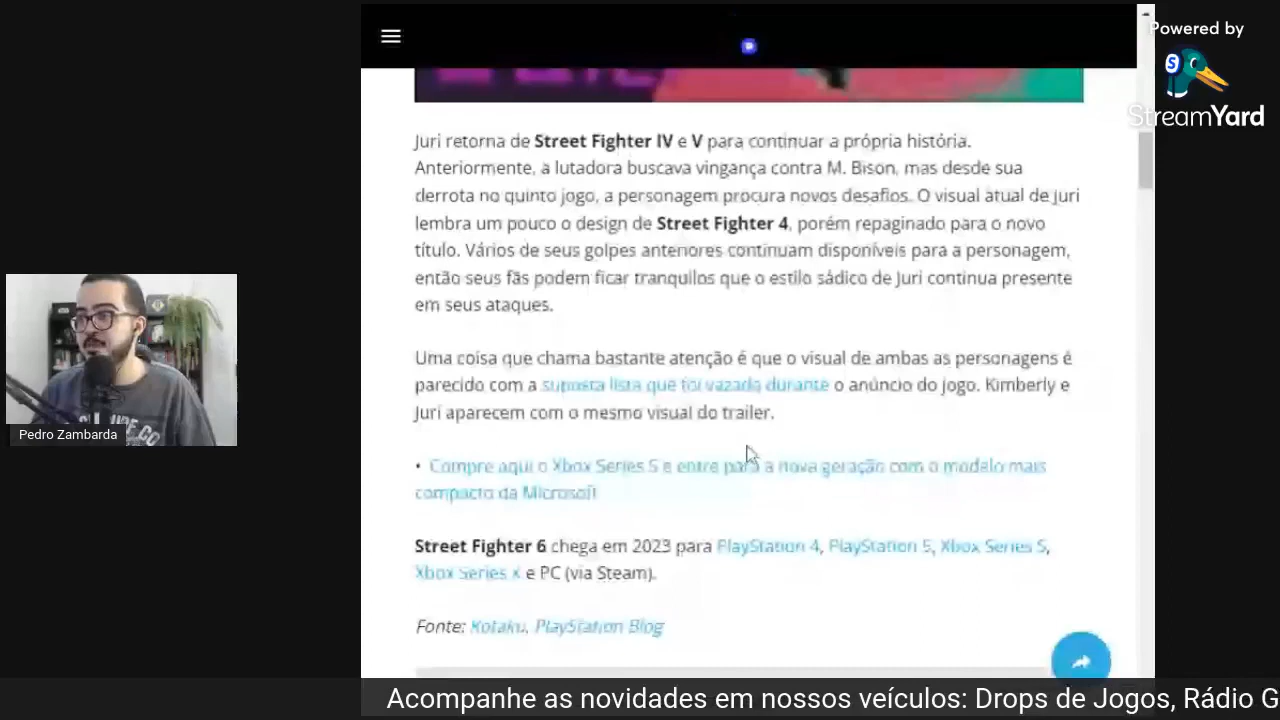 Powered by
StreamYard
Juri retorna de Street Fighter IV e V para continuar a própria história.
Anteriormente, a lutadora buscava vingança contra M. Bison, mas desde sua
derrota no quinto jogo, a personagem procura novos desafios. O visual atual de Juri
lembra um pouco o design de Street Fighter 4, porém repaginado para o novo
título. Vários de seus golpes anteriores continuam disponíveis para a personagem,
então seus fãs podem ficar tranquilos que o estilo sádico de Juri continua presente
em seus ataques.
Uma coisa que chama bastante atenção é que o visual de ambas as personagens é
parecido com a suposta lista que foi vazada durante o anúncio do jogo. Kimberly e
Juri aparecem com o mesmo visual do trailer.
• Compre aqui o Xbox Series S e entre para a nova geração com o modelo mais
compacto da Microsoft
Street Fighter 6 chega em 2023 para PlayStation 4, PlayStation 5, Xbox Series S,
Xbox Series X e PC (via Steam).
Fonte: Kotaku, PlayStation Blog
Pedro Zambarda
Acompanhe as novidades em nossos veículos: Drops de Jogos, Rádio G